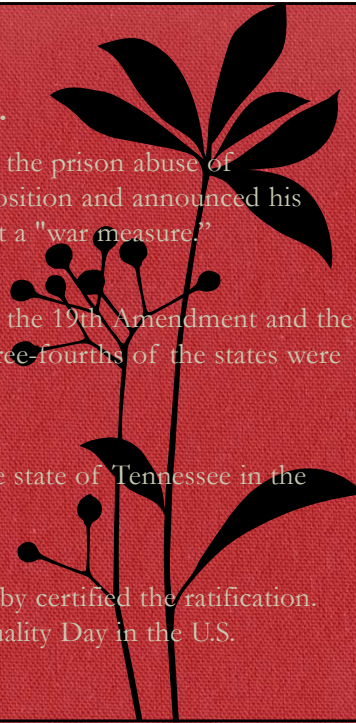 .
the prison abuse of
osition and announced his
t a "war measure.”
the 19th Amendment and the
ree-fourths of the states were
e state of Tennessee in the
by certified the ratification.
uality Day in the U.S.